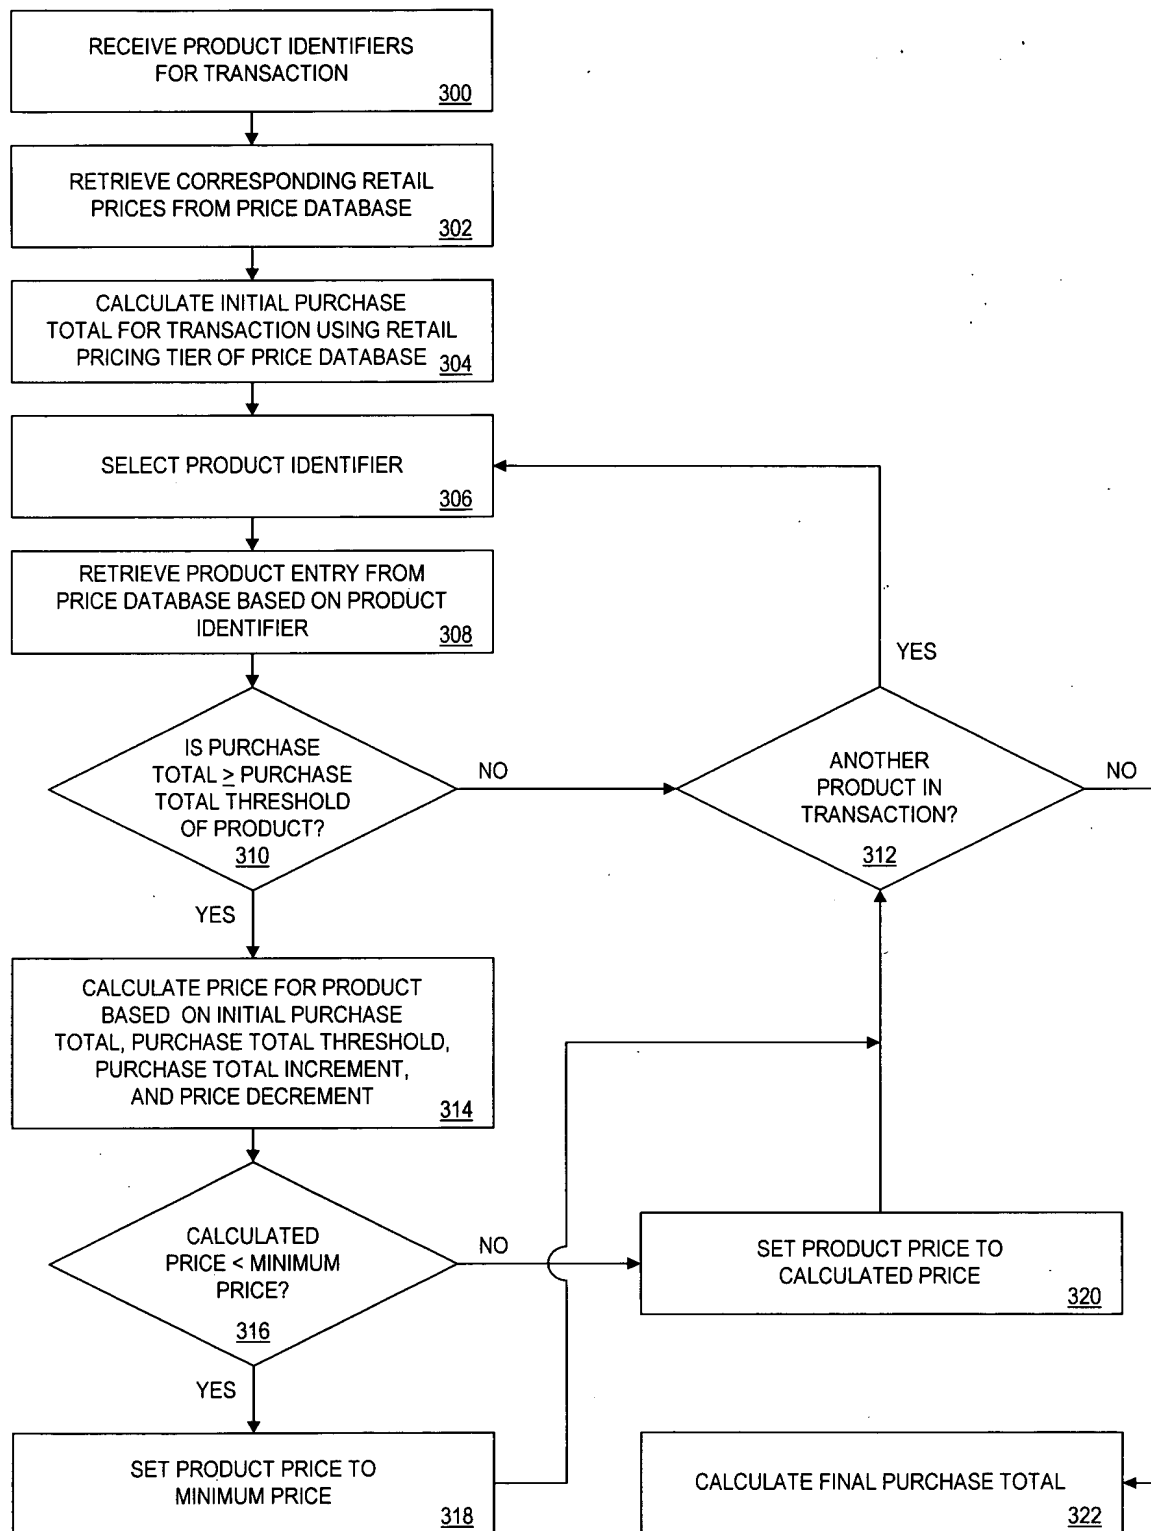 RECEIVE PRODUCT IDENTIFIERS
FOR TRANSACTION
300
RETRIEVE CORRESPONDING RETAIL
PRICES FROM PRICE DATABASE
302
CALCULATE INITIAL PURCHASE
TOTAL FOR TRANSACTION USING RETAIL
PRICING TIER OF PRICE DATABASE
304
SELECT PRODUCT IDENTIFIER
306
RETRIEVE PRODUCT ENTRY FROM
PRICE DATABASE BASED ON PRODUCT
IDENTIFIER
308
YES
IS PURCHASE
TOTAL ≥ PURCHASE
TOTAL THRESHOLD
OF PRODUCT?
310
NO
ANOTHER
PRODUCT IN
TRANSACTION?
312
NO
YES
CALCULATE PRICE FOR PRODUCT
BASED ON INITIAL PURCHASE
TOTAL, PURCHASE TOTAL THRESHOLD,
PURCHASE TOTAL INCREMENT,
AND PRICE DECREMENT
314
CALCULATED
PRICE < MINIMUM
PRICE?
316
NO
SET PRODUCT PRICE TO
CALCULATED PRICE
320
YES
SET PRODUCT PRICE TO
MINIMUM PRICE
318
CALCULATE FINAL PURCHASE TOTAL
322